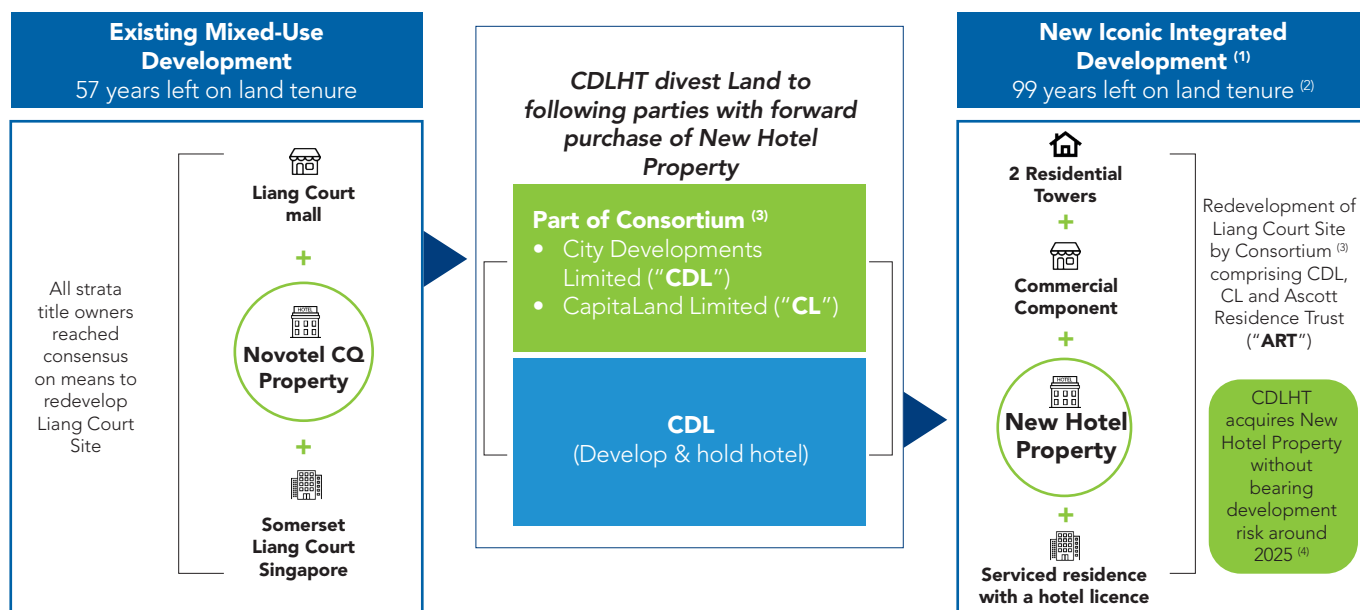 Existing Mixed-Use
Development
57 years left on land tenure
All strata
title owners
reached
consensus
on means to
redevelop
Liang Court
Site
Liang Court
mall
+
HOTEL
Novotel CQ
Property
+
Somerset
Liang Court
Singapore
CDLHT divest Land to
following parties with forward
purchase of New Hotel
Property
Part of Consortium (3)
• City Developments
Limited ("CDL")
• CapitaLand Limited ("CL")
CDL
(Develop & hold hotel)
New Iconic Integrated
Development (1)
99 years left on land tenure (2)
2 Residential
Towers
+
Commercial
Component
+
HOTEL
New Hotel
Property
+
Serviced residence
with a hotel licence
Redevelopment of
Liang Court Site
by Consortium (3)
comprising CDL,
CL and Ascott
Residence Trust
("ART")
CDLHT
acquires New
Hotel Property
without
bearing
development
risk around
2025 (4)